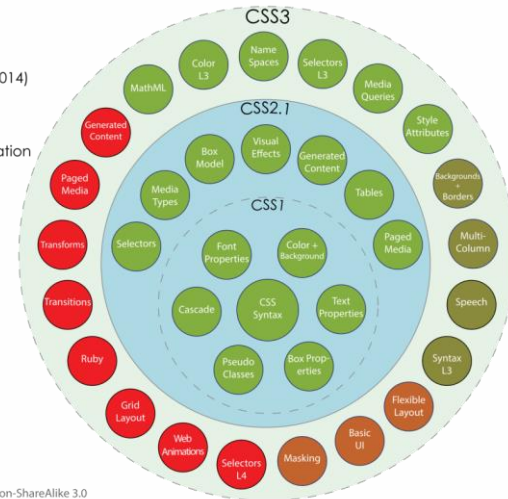 CSS3
014)
ation
Name
Spaces
Color
L3
Selectors
L3
MathML
Media
Queries
Generated
Content
Style
Attributes
Paged
Media
Backgrounds +
Borders
Transforms
Multi-
Column
Transitions
Speech
Ruby
Syntax
L3
Grid
Layout
Flexible
Layout
Web
Animations
Basic
UI
Selectors
L4
Masking
CSS2.1
Visual
Effects
Box
Model
Generated
Content
Media
Types
Tables
Selectors
Paged
Media
CSS1
Font
Properties
Color +
Background
Cascade
CSS
Syntax
Text
Properties
Pseudo
Classes
Box Prop-
erties
on-ShareAlike 3.0